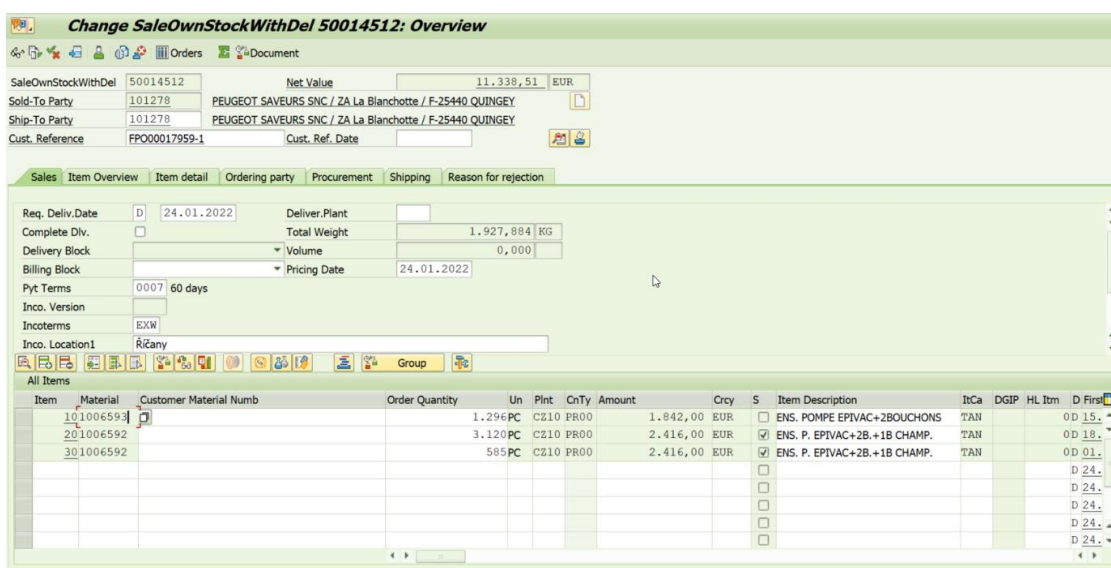 Change SaleOwnStockWithDel 50014512: Overview
Orders Document
SaleOwnStockWithDel 50014512 Net Value 11.338,51 EUR
Sold-To Party 101278 PEUGEOT SAVEURS SNC / ZA La Blanchotte / F-25440 QUINGEY
Ship-To Party 101278 PEUGEOT SAVEURS SNC / ZA La Blanchotte / F-25440 QUINGEY
Cust. Reference FPO00017959-1 Cust. Ref. Date
Sales Item Overview Item detail Ordering party Procurement Shipping Reason for rejection
Req. Deliv.Date D 24.01.2022 Deliver.Plant
Complete Dlv. Total Weight 1.927,884 KG
Delivery Block Volume 0,000
Billing Block Pricing Date 24.01.2022
Pyt Terms 0007 60 days
Inco. Version
Incoterms EXW
Inco. Location1 Říčany
Group
All Items
Item Material Customer Material Numb Order Quantity Un Plnt CnTy Amount Crcy S Item Description ItCa DGIP HL Itm D First
10 1006593 1.296 PC CZ10 PR00 1.842,00 EUR ENS. POMPE EPIVAC+2BOUCHONS TAN 0 D 15.
20 1006592 3.120 PC CZ10 PR00 2.416,00 EUR ENS. P. EPIVAC+2B.+1B CHAMP. TAN 0 D 18.
30 1006592 585 PC CZ10 PR00 2.416,00 EUR ENS. P. EPIVAC+2B.+1B CHAMP. TAN 0 D 01.
D 24.
D 24.
D 24.
D 24.
D 24.